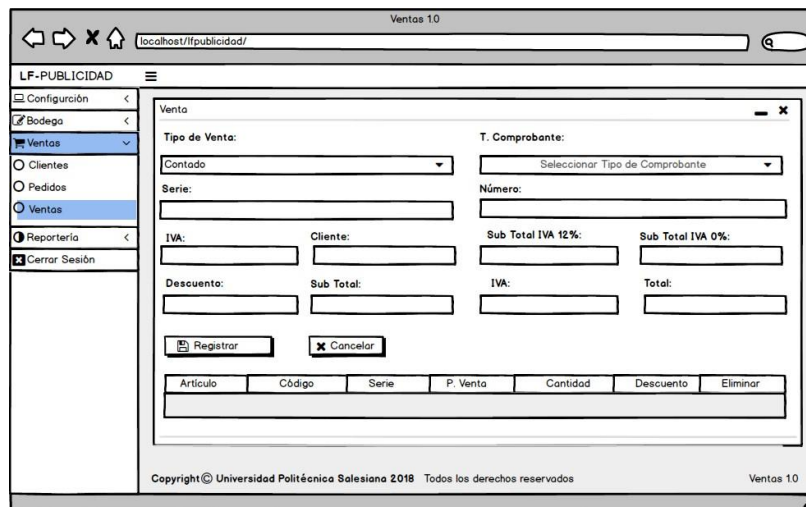 Ventas 1.0
localhost/lfpublicidad/
LF-PUBLICIDAD
Configurción
Bodega
Ventas
Clientes
Pedidos
Ventas
Reportería
Cerrar Sesión
Venta
Tipo de Venta: T. Comprobante:
Contado Seleccionar Tipo de Comprobante
Serie: Número:
IVA: Cliente: Sub Total IVA 12%: Sub Total IVA 0%:
Descuento: Sub Total: IVA: Total:
Registrar Cancelar
Artículo Código Serie P. Venta Cantidad Descuento Eliminar
Copyright© Universidad Politécnica Salesiana 2018 Todos los derechos reservados Ventas 1.0